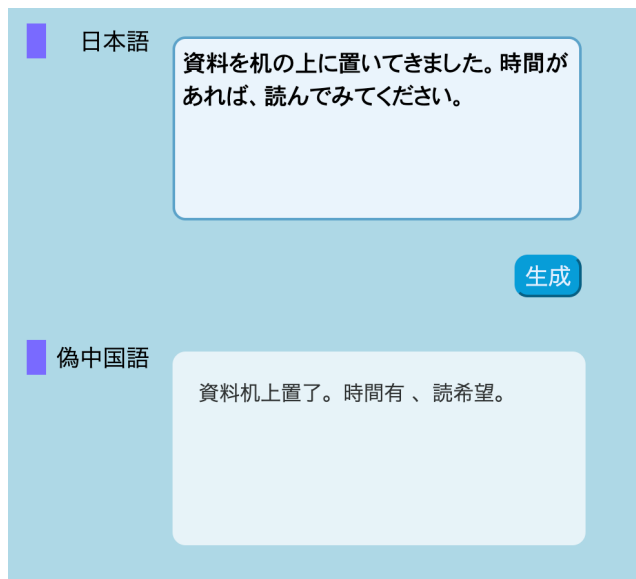 日本語
資料を机の上に置いてきました。時間が
あれば、読んでみてください。
生成
偽中国語
資料机上置了。時間有 、読希望。